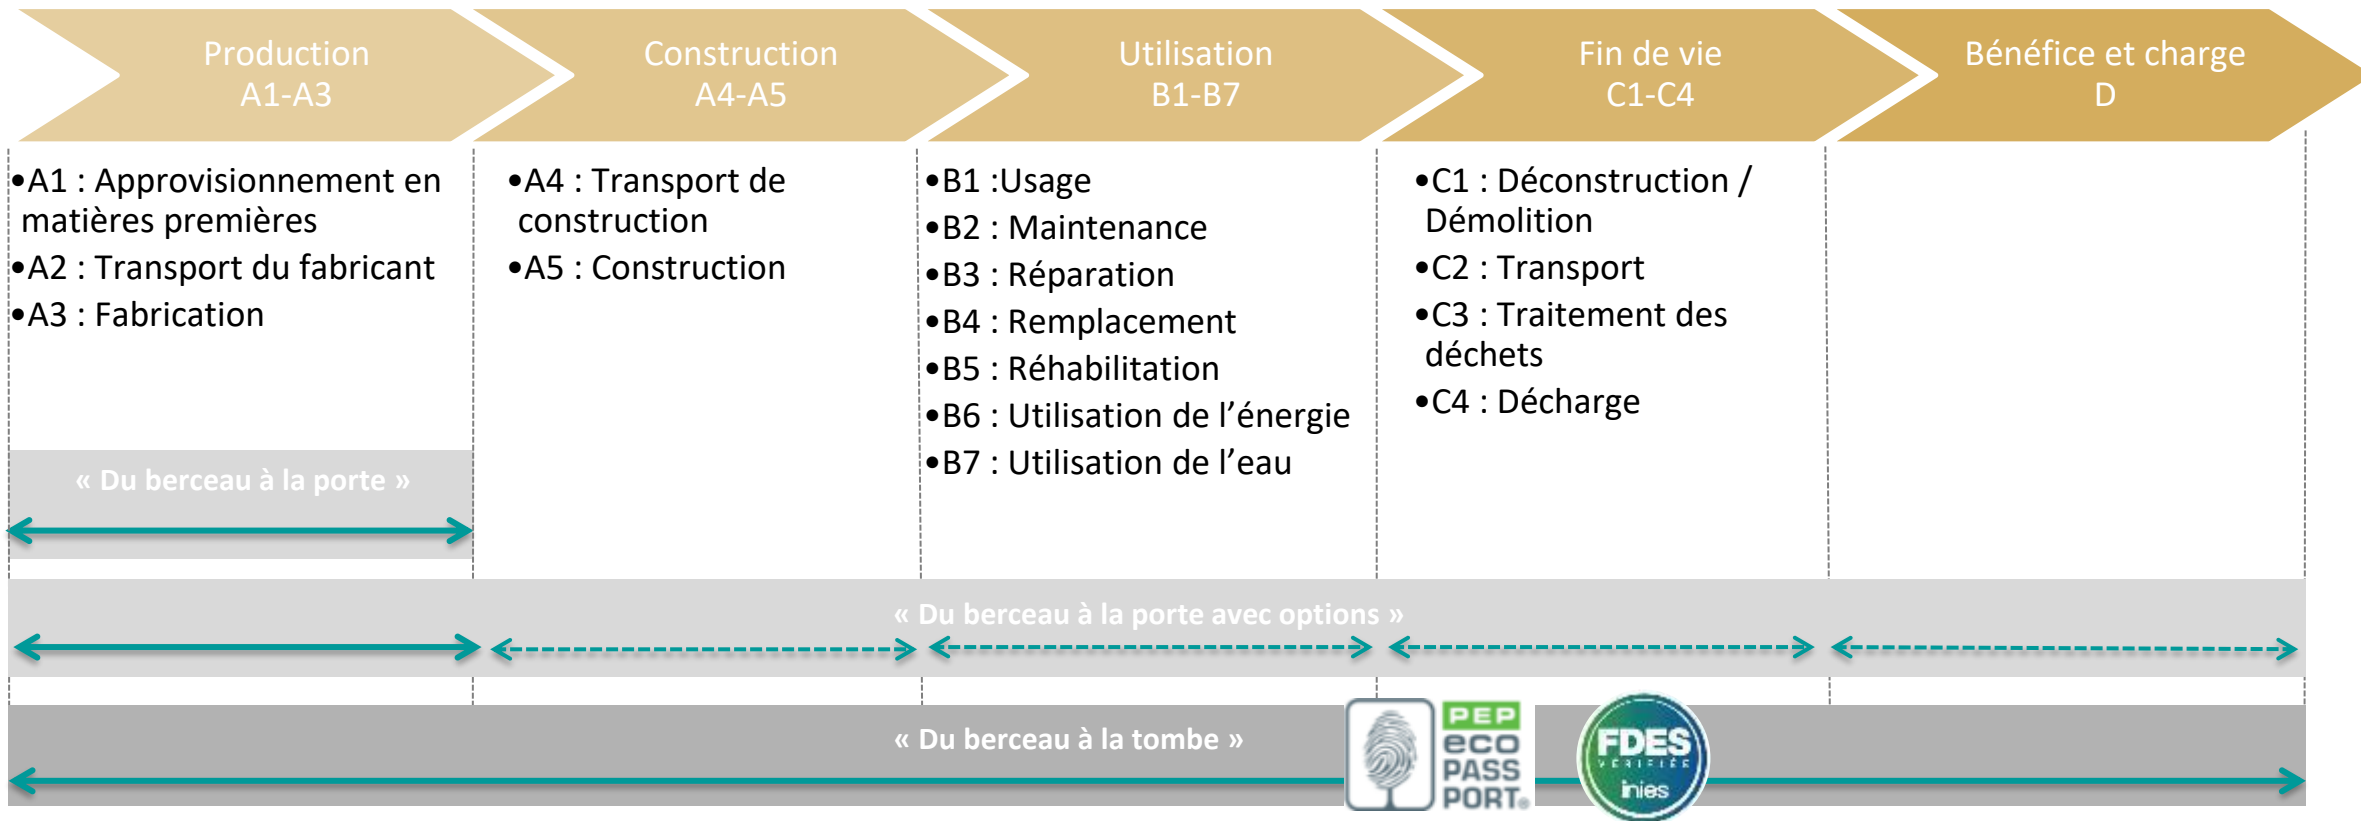 Production
A1-A3
Construction
A4-A5
Utilisation
B1-B7
Fin de vie
C1-C4
Bénéfice et charge
D
•A1 : Approvisionnement en
matières premières
•A2 : Transport du fabricant
•A3 : Fabrication
•A4 : Transport de
construction
•A5 : Construction
•B1 :Usage
•B2 : Maintenance
•B3 : Réparation
•B4 : Remplacement
•B5 : Réhabilitation
•B6 : Utilisation de l’énergie
•B7 : Utilisation de l’eau
•C1 : Déconstruction /
Démolition
•C2 : Transport
•C3 : Traitement des
déchets
•C4 : Décharge
« Du berceau à la porte »
« Du berceau à la porte avec options »
« Du berceau à la tombe »
PEP
eco
PASS
PORT®
FDES
VÉRIFIÉE
inies